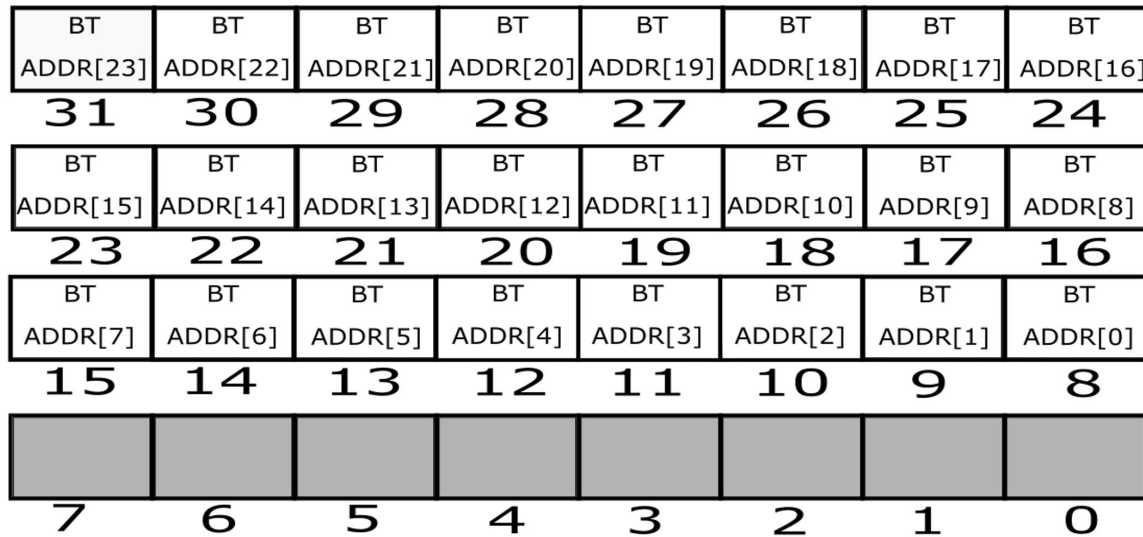 BT BT BT BT BT BT BT BT
ADDR[23] ADDR[22] ADDR[21] ADDR[20] ADDR[19] ADDR[18] ADDR[17] ADDR[16]
31 30 29 28 27 26 25 24
BT BT BT BT BT BT BT BT
ADDR[15] ADDR[14] ADDR[13] ADDR[12] ADDR[11] ADDR[10] ADDR[9] ADDR[8]
23 22 21 20 19 18 17 16
BT BT BT BT BT BT BT BT
ADDR[7] ADDR[6] ADDR[5] ADDR[4] ADDR[3] ADDR[2] ADDR[1] ADDR[0]
15 14 13 12 11 10 9 8
7 6 5 4 3 2 1 0